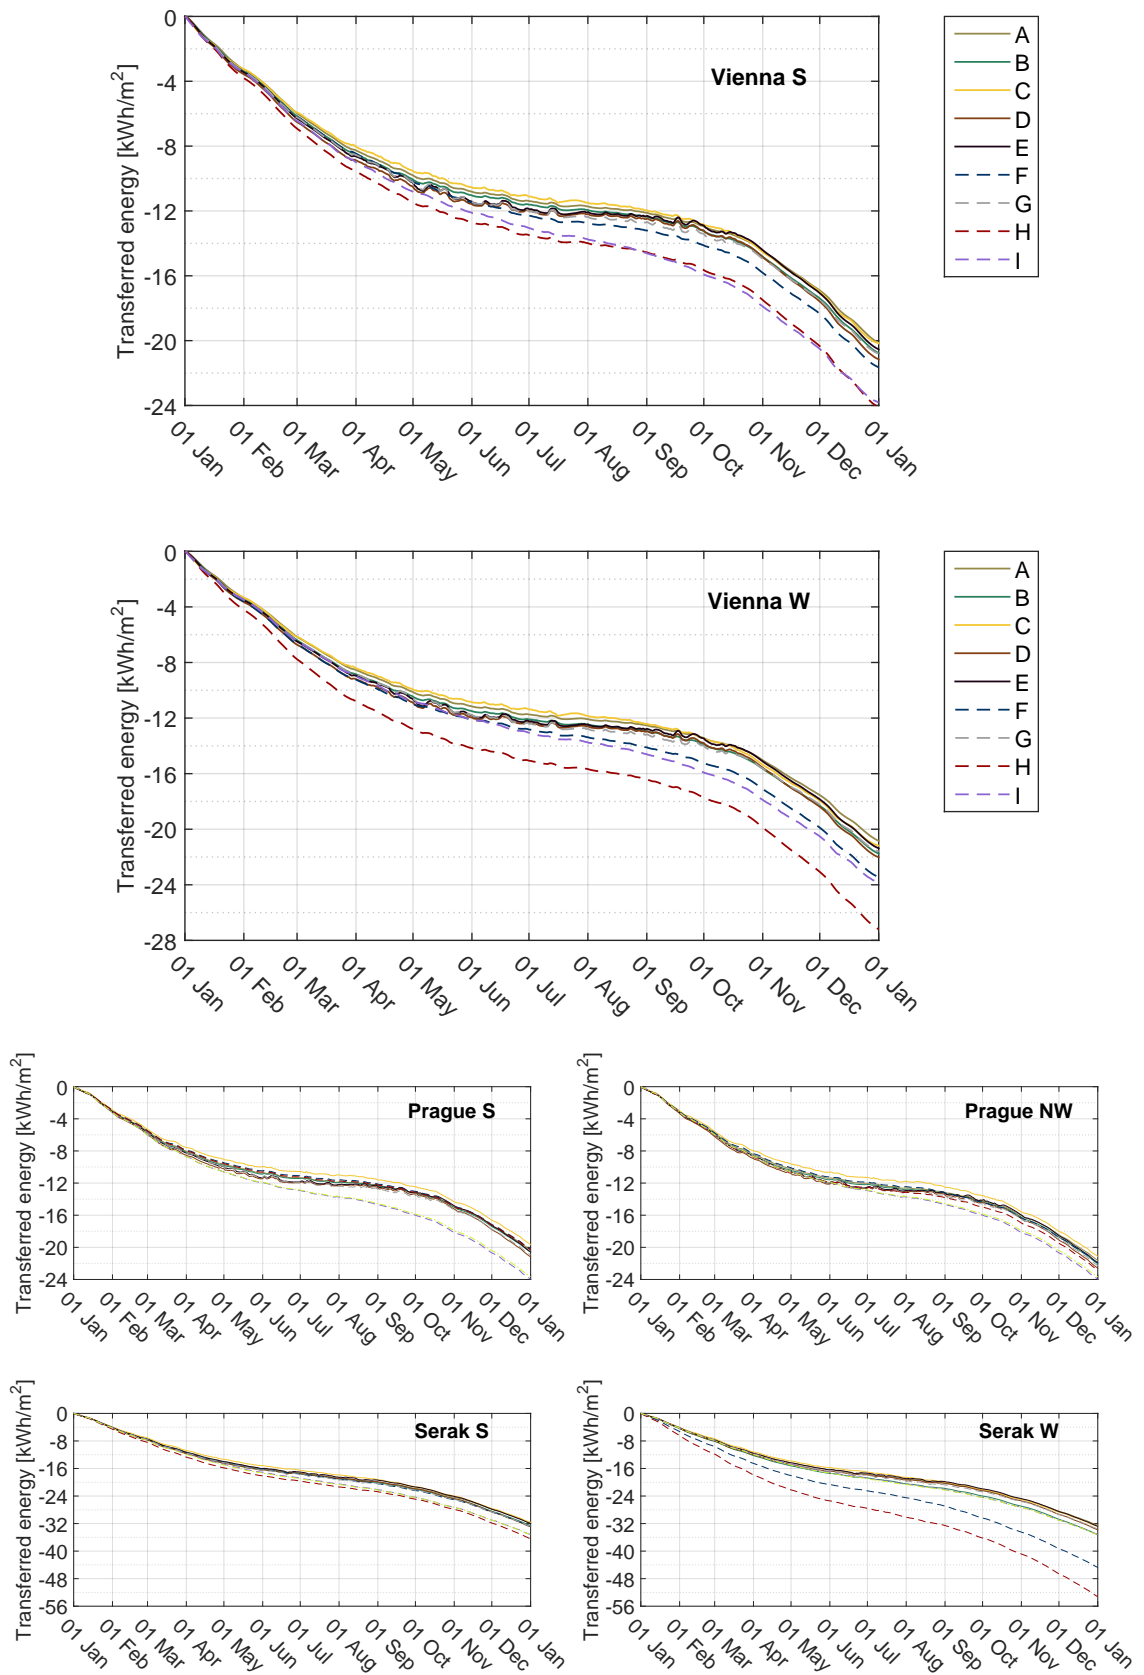 Transferred energy [kWh/m²]
0
-4
-8
-12
-16
-20
-24
Vienna S
01 Jan
01 Feb
01 Mar
01 Apr
01 May
01 Jun
01 Jul
01 Aug
01 Sep
01 Oct
01 Nov
01 Dec
01 Jan
A
B
C
D
E
F
G
H
I
Transferred energy [kWh/m²]
0
-4
-8
-12
-16
-20
-24
-28
Vienna W
01 Jan
01 Feb
01 Mar
01 Apr
01 May
01 Jun
01 Jul
01 Aug
01 Sep
01 Oct
01 Nov
01 Dec
01 Jan
A
B
C
D
E
F
G
H
I
Transferred energy [kWh/m²]
0
-4
-8
-12
-16
-20
-24
Prague S
01 Jan
01 Feb
01 Mar
01 Apr
01 May
01 Jun
01 Jul
01 Aug
01 Sep
01 Oct
01 Nov
01 Dec
01 Jan
Transferred energy [kWh/m²]
0
-4
-8
-12
-16
-20
-24
Prague NW
01 Jan
01 Feb
01 Mar
01 Apr
01 May
01 Jun
01 Jul
01 Aug
01 Sep
01 Oct
01 Nov
01 Dec
01 Jan
Transferred energy [kWh/m²]
0
-8
-16
-24
-32
-40
-48
-56
Serak S
01 Jan
01 Feb
01 Mar
01 Apr
01 May
01 Jun
01 Jul
01 Aug
01 Sep
01 Oct
01 Nov
01 Dec
01 Jan
Transferred energy [kWh/m²]
0
-8
-16
-24
-32
-40
-48
-56
Serak W
01 Jan
01 Feb
01 Mar
01 Apr
01 May
01 Jun
01 Jul
01 Aug
01 Sep
01 Oct
01 Nov
01 Dec
01 Jan